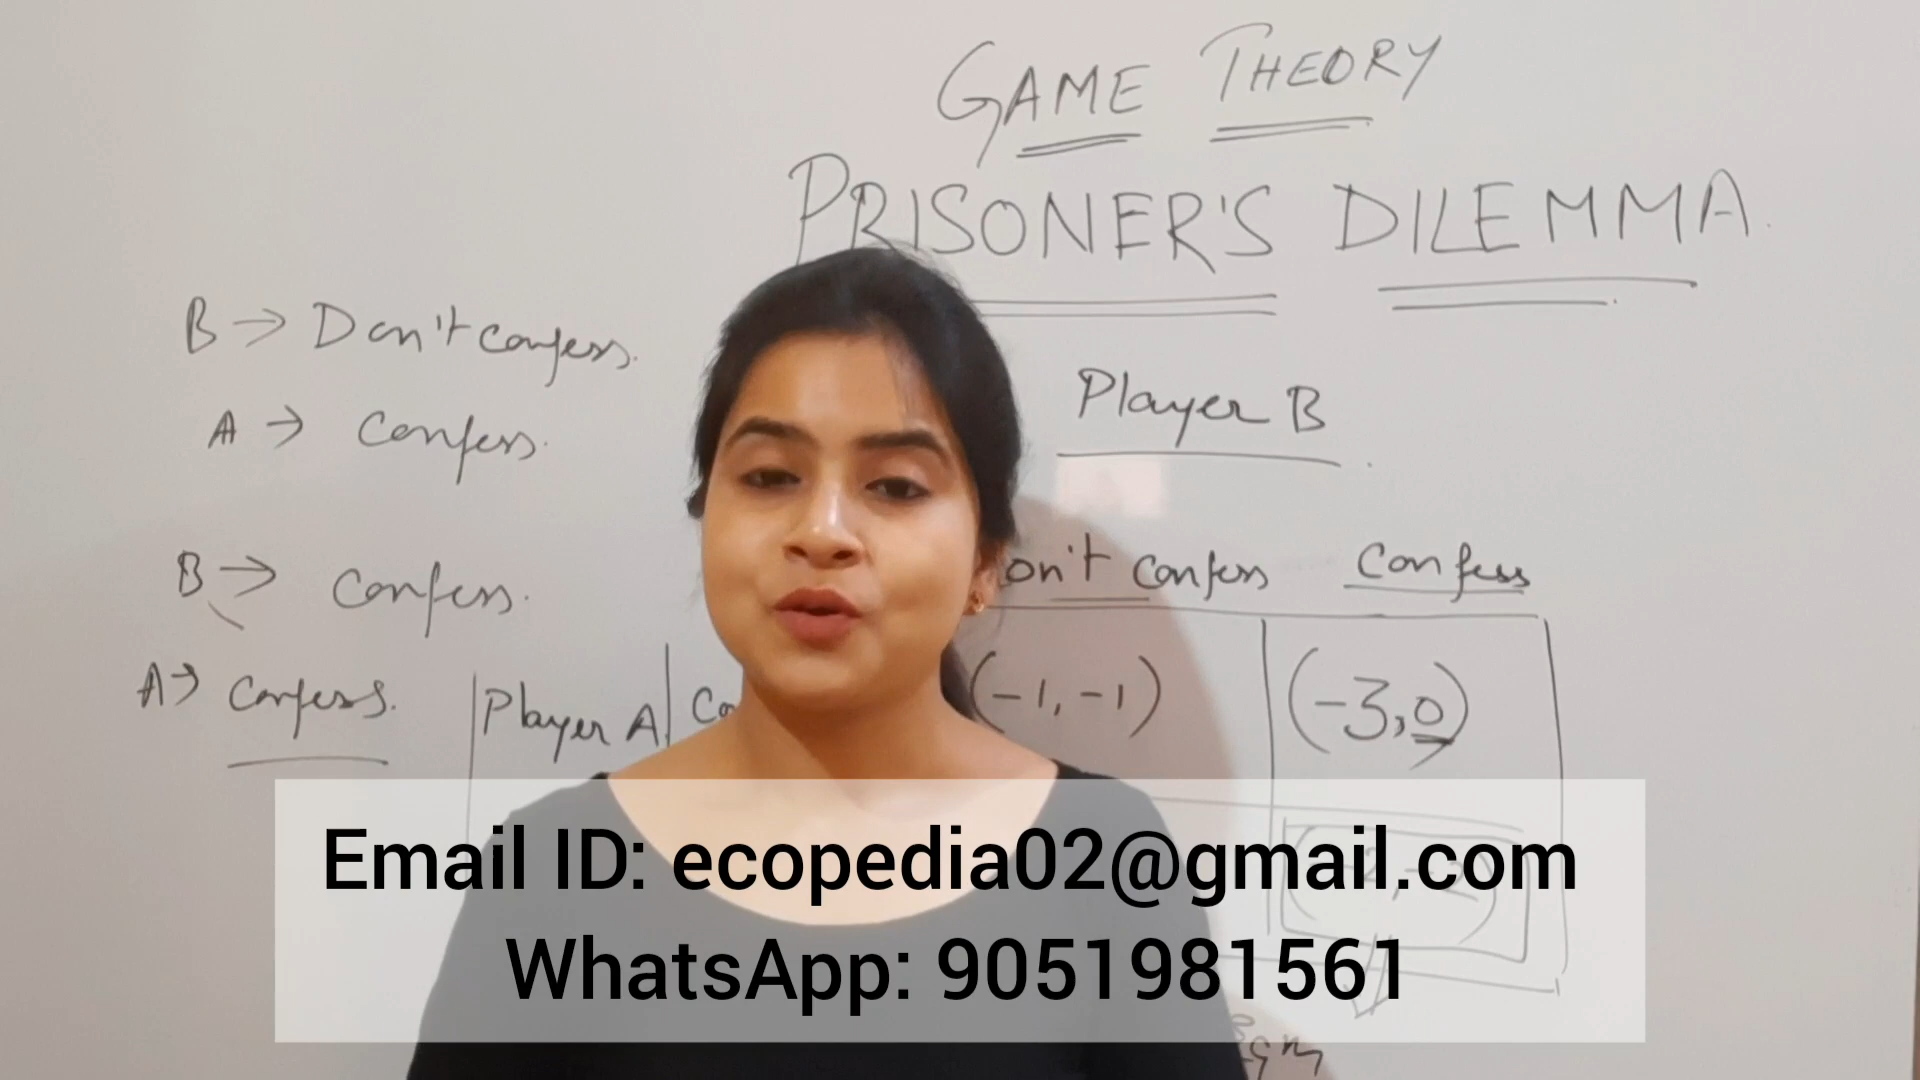 GAME THEORY
PRISONER'S DILEMMA.
B → Don't confess.
A → Confess.
Player B
B → Confess.
on't Confess Confess
A → Confess.
Player A Co (-1,-1) (-3,0)
Email ID: ecopedia02@gmail.com
WhatsApp: 9051981561